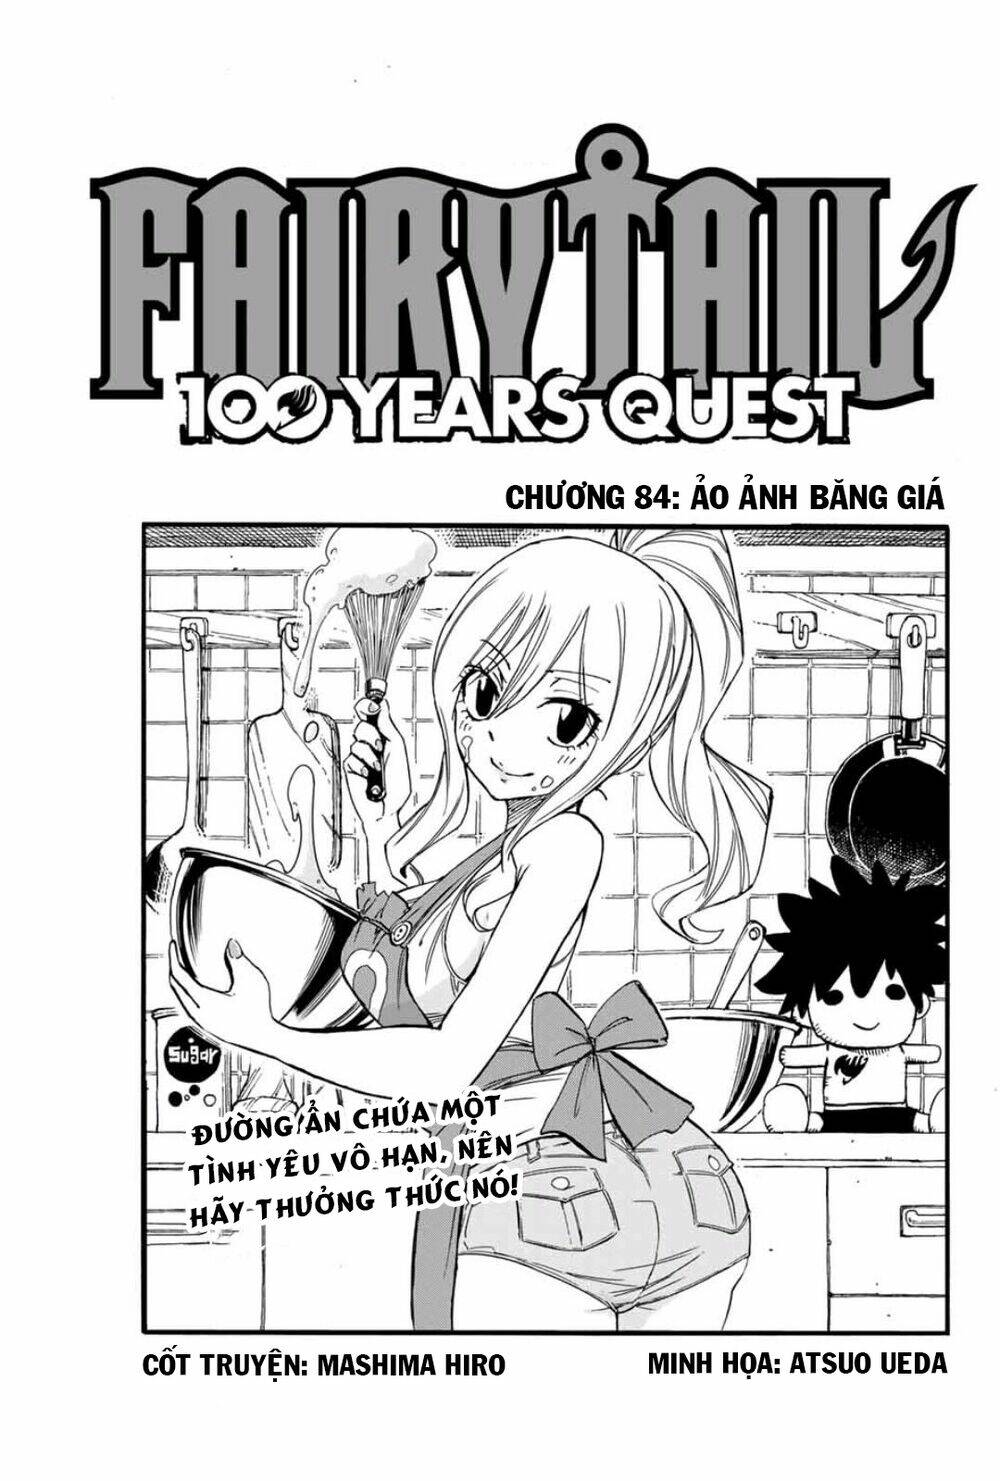 FAIRY TAIL
100 YEARS QUEST
CHƯƠNG 84: ẢO ẢNH BĂNG GIÁ
sugar
ĐƯỜNG ẨN CHỨA MỘT
TÌNH YÊU VÔ HẠN, NÊN
HÃY THƯỞNG THỨC NÓ!
CỐT TRUYỆN: MASHIMA HIRO
MINH HỌA: ATSUO UEDA